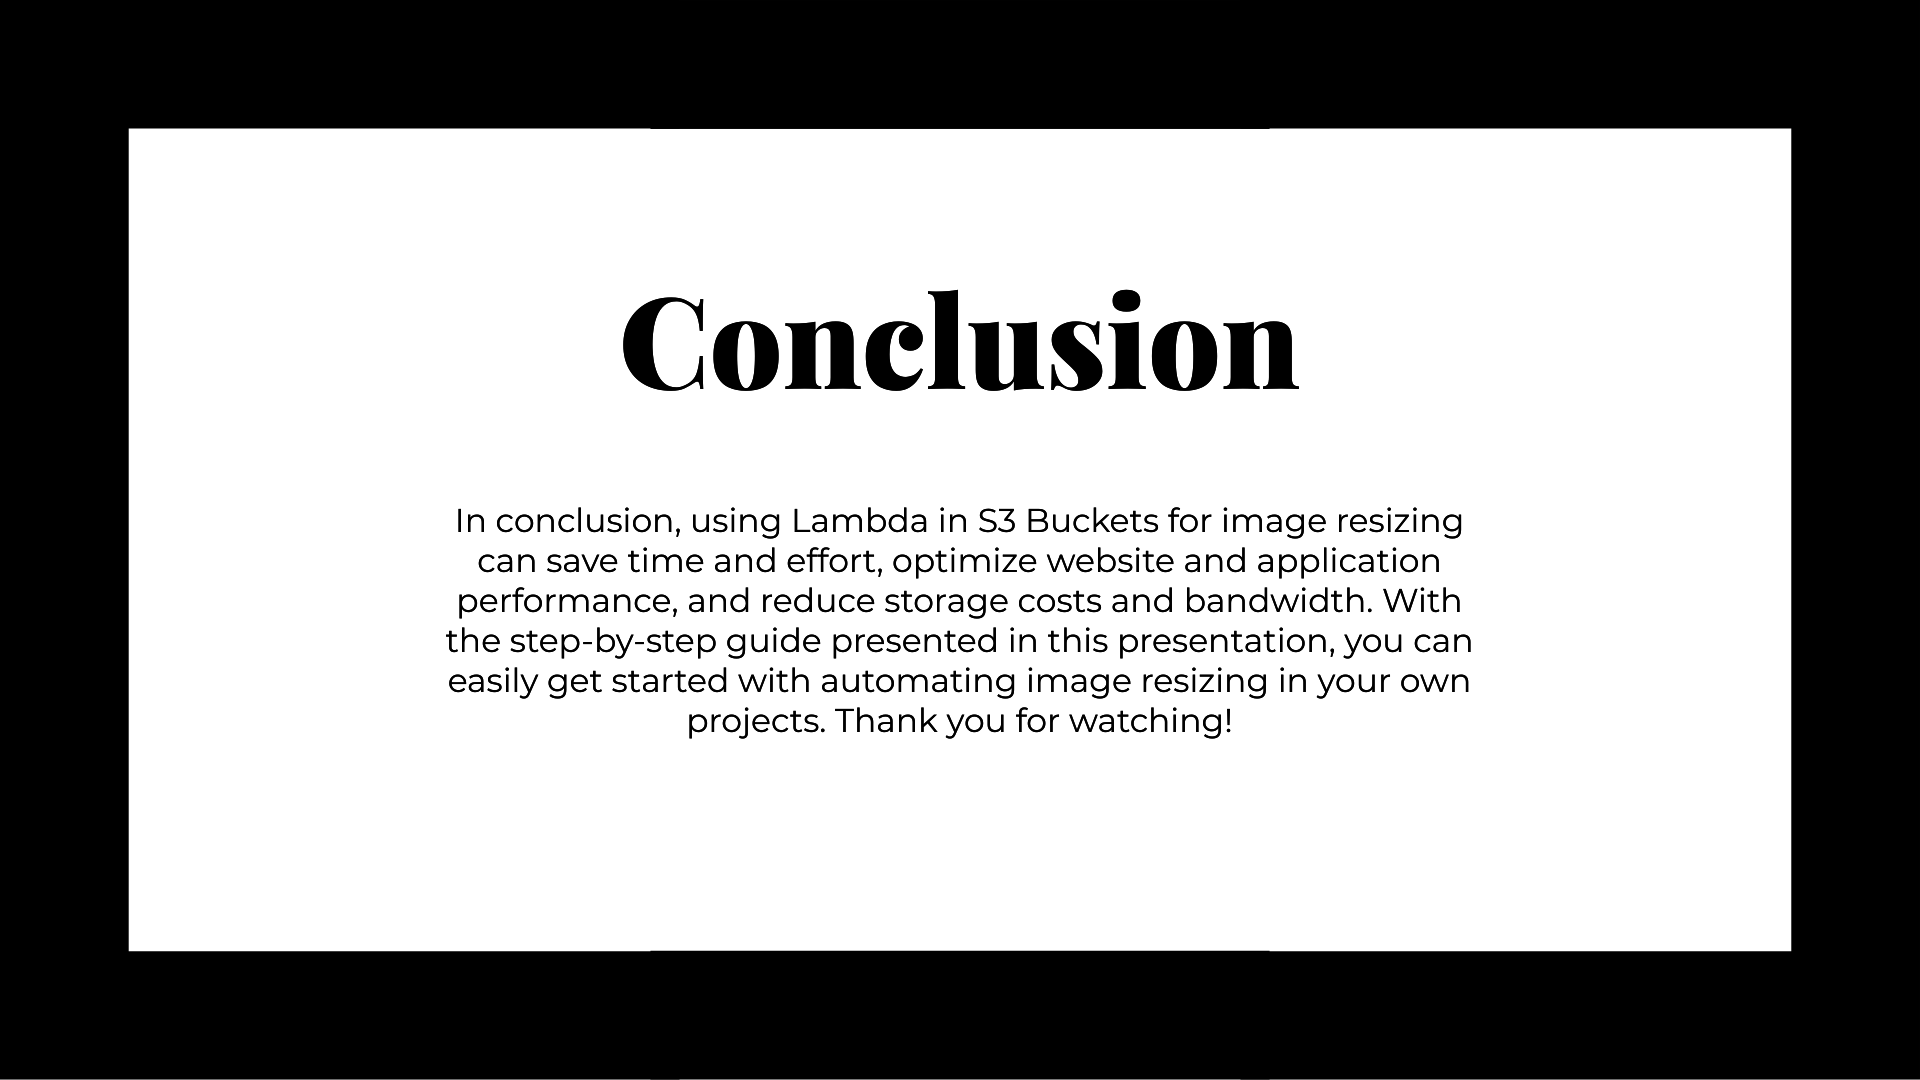 Conclusion
In conclusion, using Lambda in S3 Buckets for image resizing
can save time and effort, optimize website and application
performance, and reduce storage costs and bandwidth. With
the step-by-step guide presented in this presentation, you can
easily get started with automating image resizing in your own
projects. Thank you for watching!